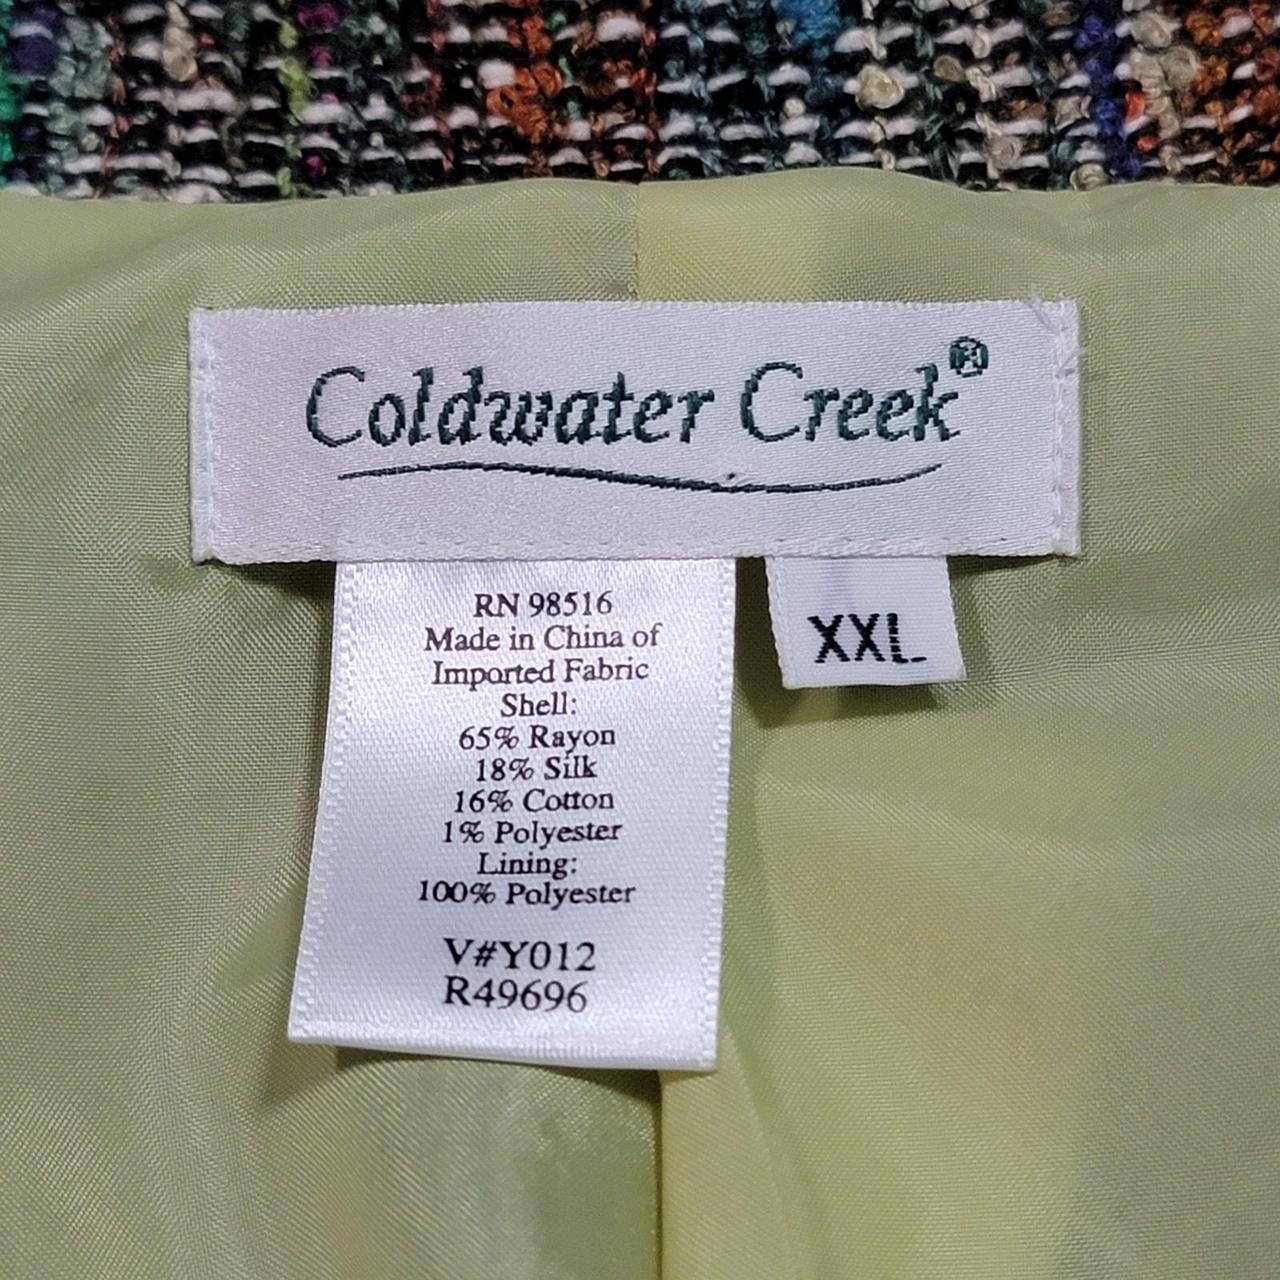 Coldwater Creek®
RN 98516
Made in China of
Imported Fabric
Shell:
65% Rayon
18% Silk
16% Cotton
1% Polyester
Lining:
100% Polyester
V#Y012
R49696
XXL